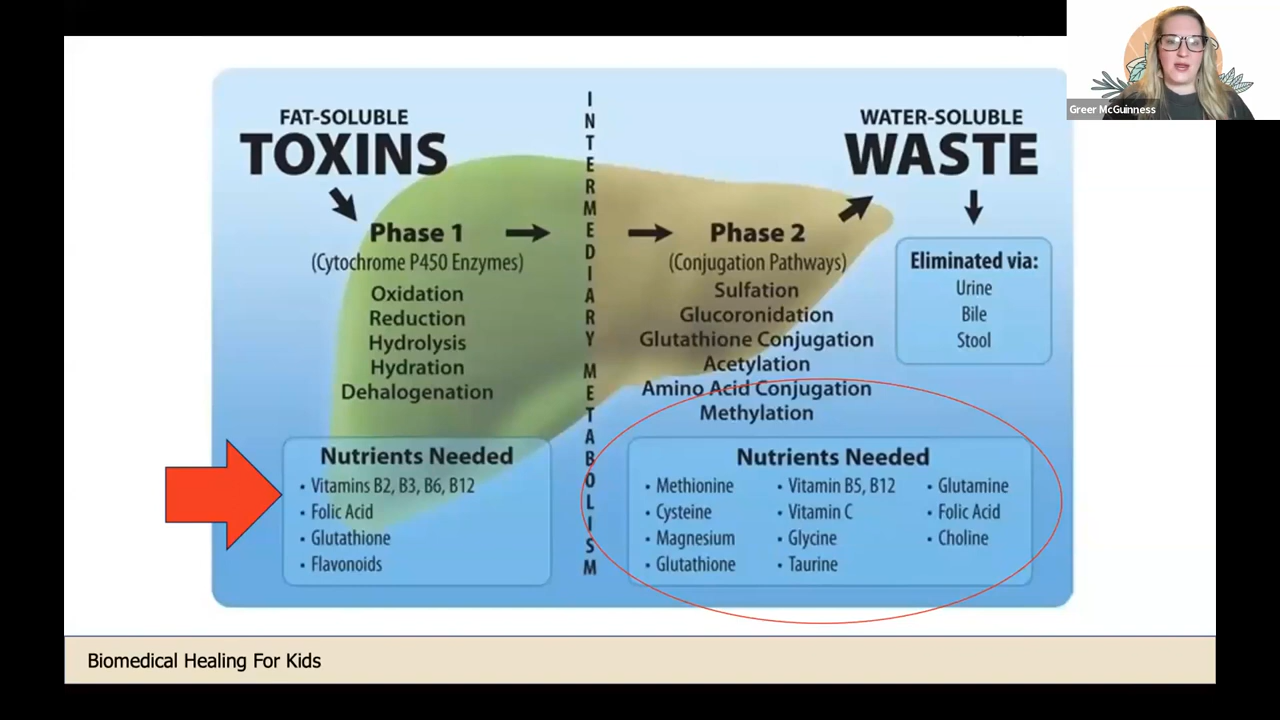 Greer McGuinness
FAT-SOLUBLE
TOXINS
Phase 1
(Cytochrome P450 Enzymes)
Oxidation
Reduction
Hydrolysis
Hydration
Dehalogenation
Nutrients Needed
• Vitamins B2, B3, B6, B12
• Folic Acid
• Glutathione
• Flavonoids
INTERMEDIARY METABOLISM
Phase 2
(Conjugation Pathways)
Sulfation
Glucoronidation
Glutathione Conjugation
Acetylation
Amino Acid Conjugation
Methylation
Nutrients Needed
• Methionine
• Cysteine
• Magnesium
• Glutathione
• Vitamin B5, B12
• Vitamin C
• Glycine
• Taurine
• Glutamine
• Folic Acid
• Choline
WATER-SOLUBLE
WASTE
Eliminated via:
Urine
Bile
Stool
Biomedical Healing For Kids